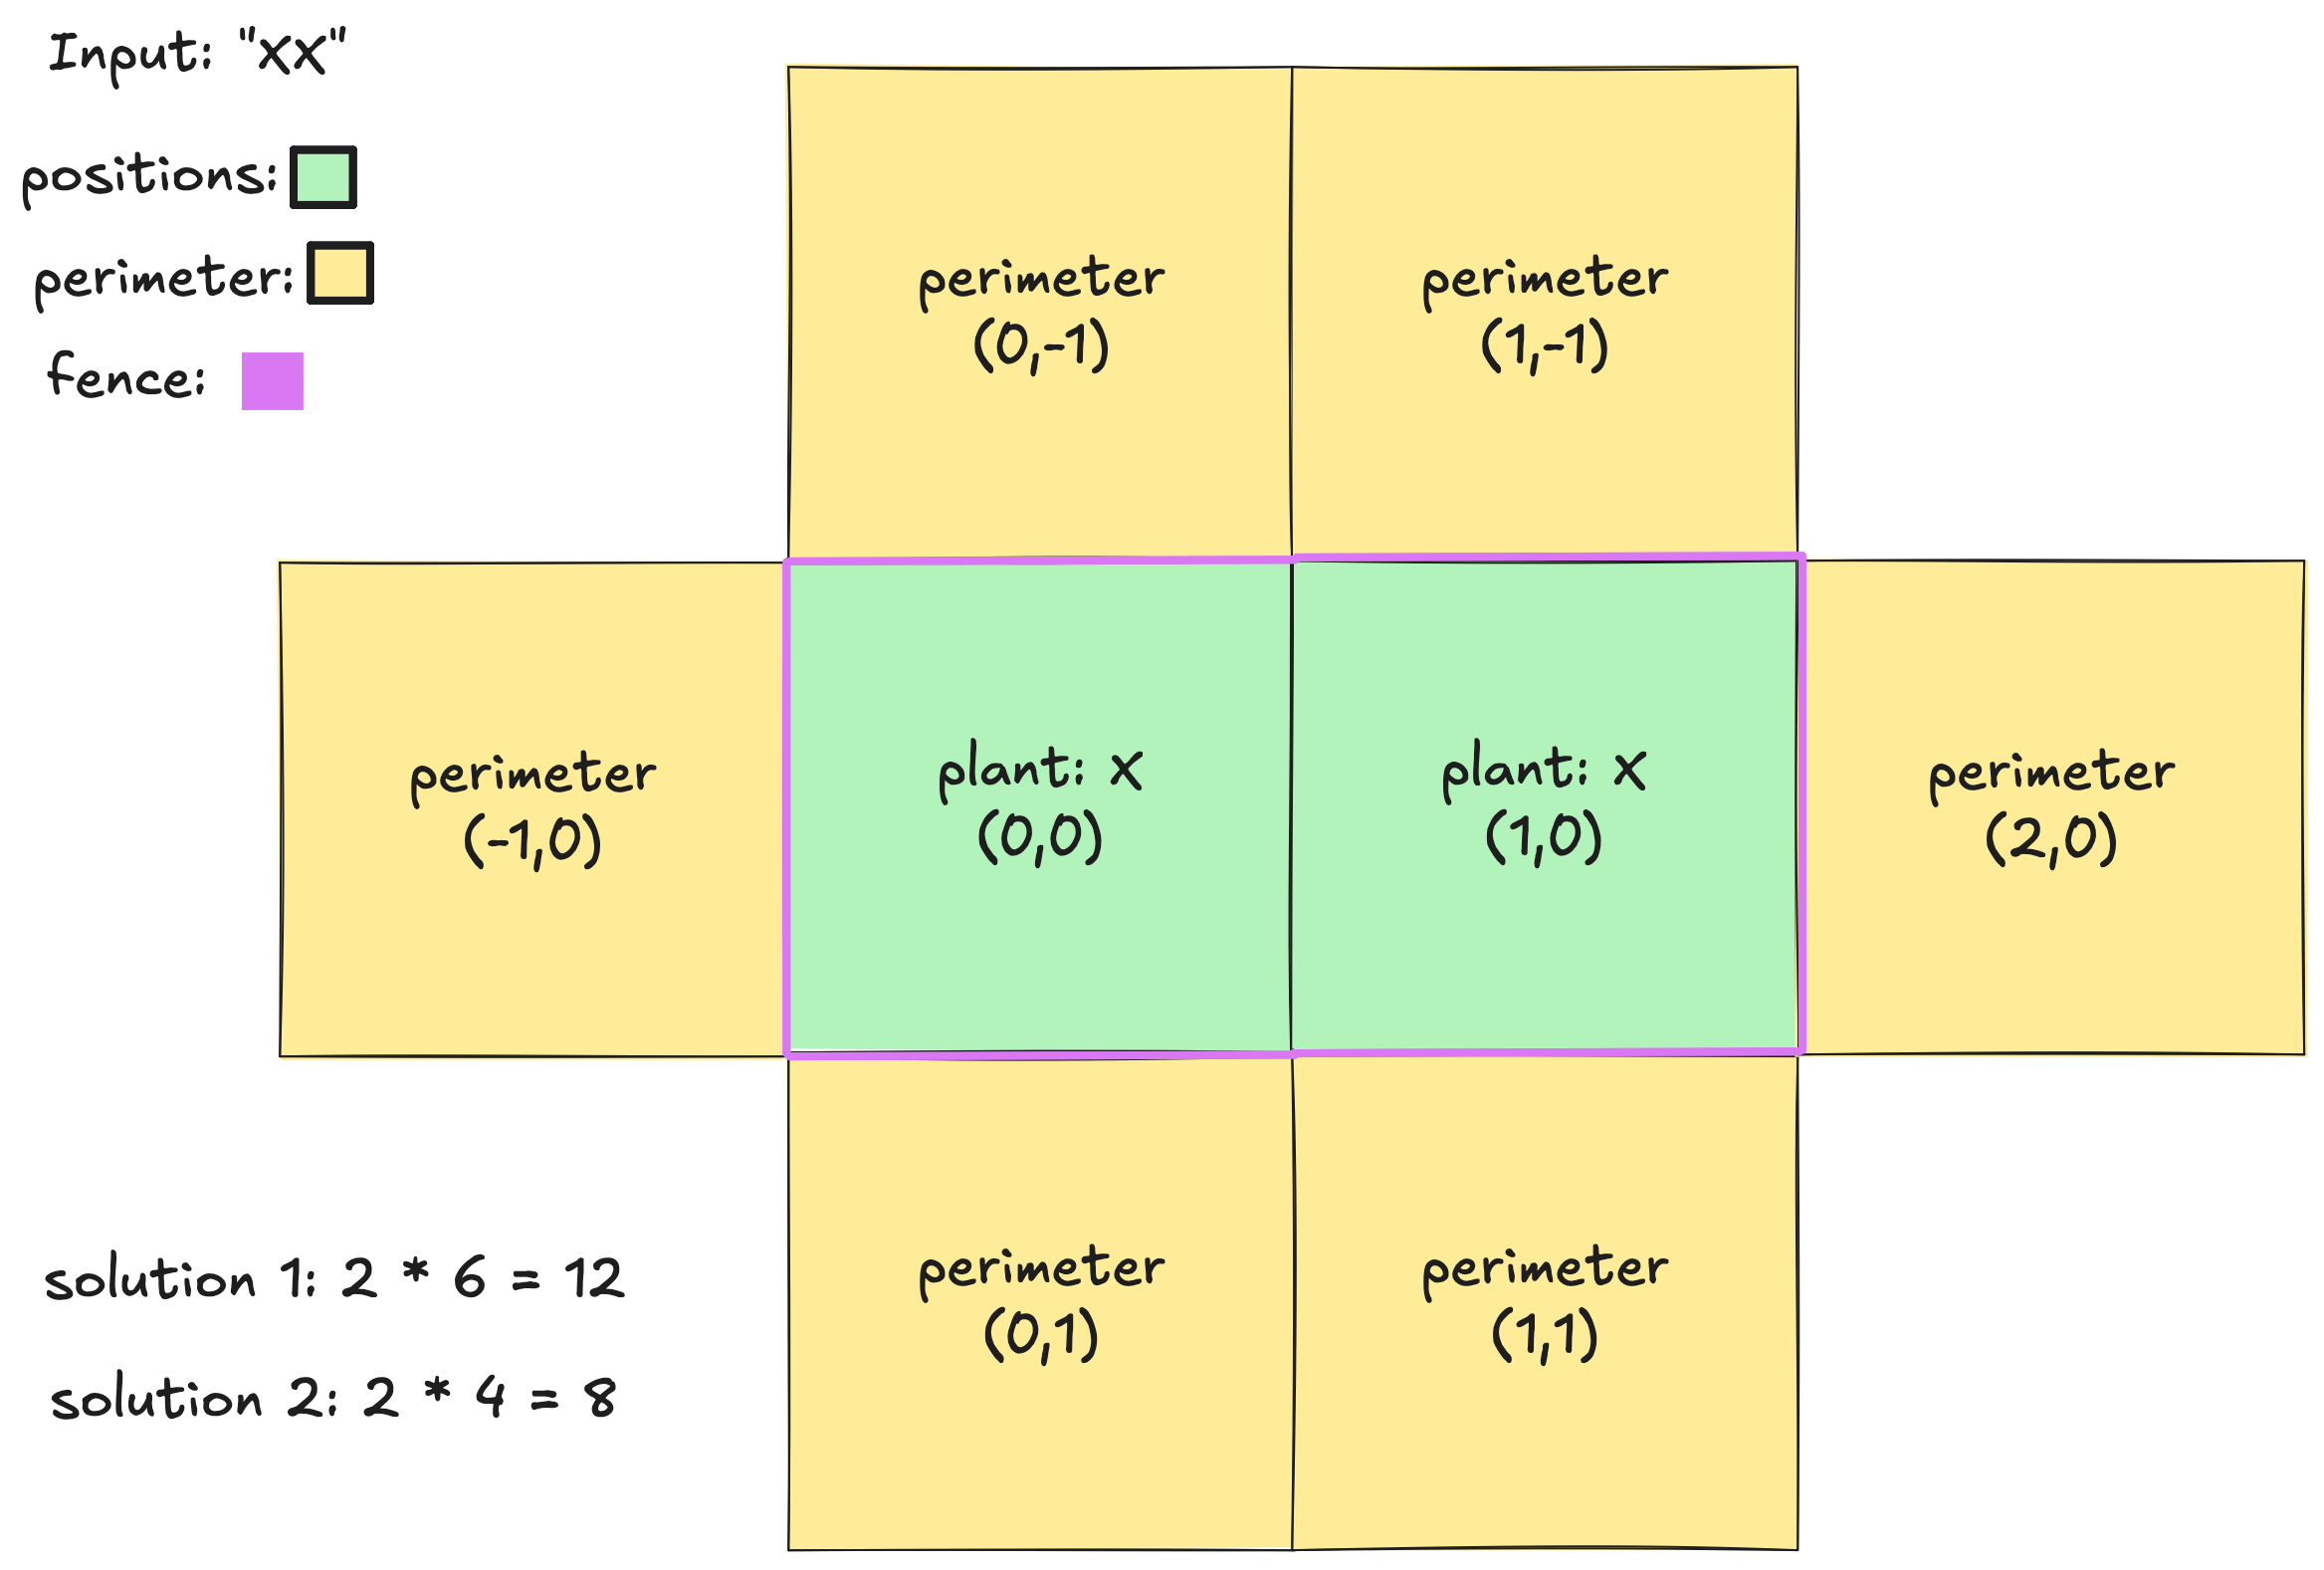 Input: "XX"
positions:
perimeter:
fence:
perimeter
(0,-1)
perimeter
(1,-1)
perimeter
(-1,0)
plant: X
(0,0)
plant: X
(1,0)
perimeter
(2,0)
perimeter
(0,1)
perimeter
(1,1)
solution 1: 2 * 6 = 12
solution 2: 2 * 4 = 8